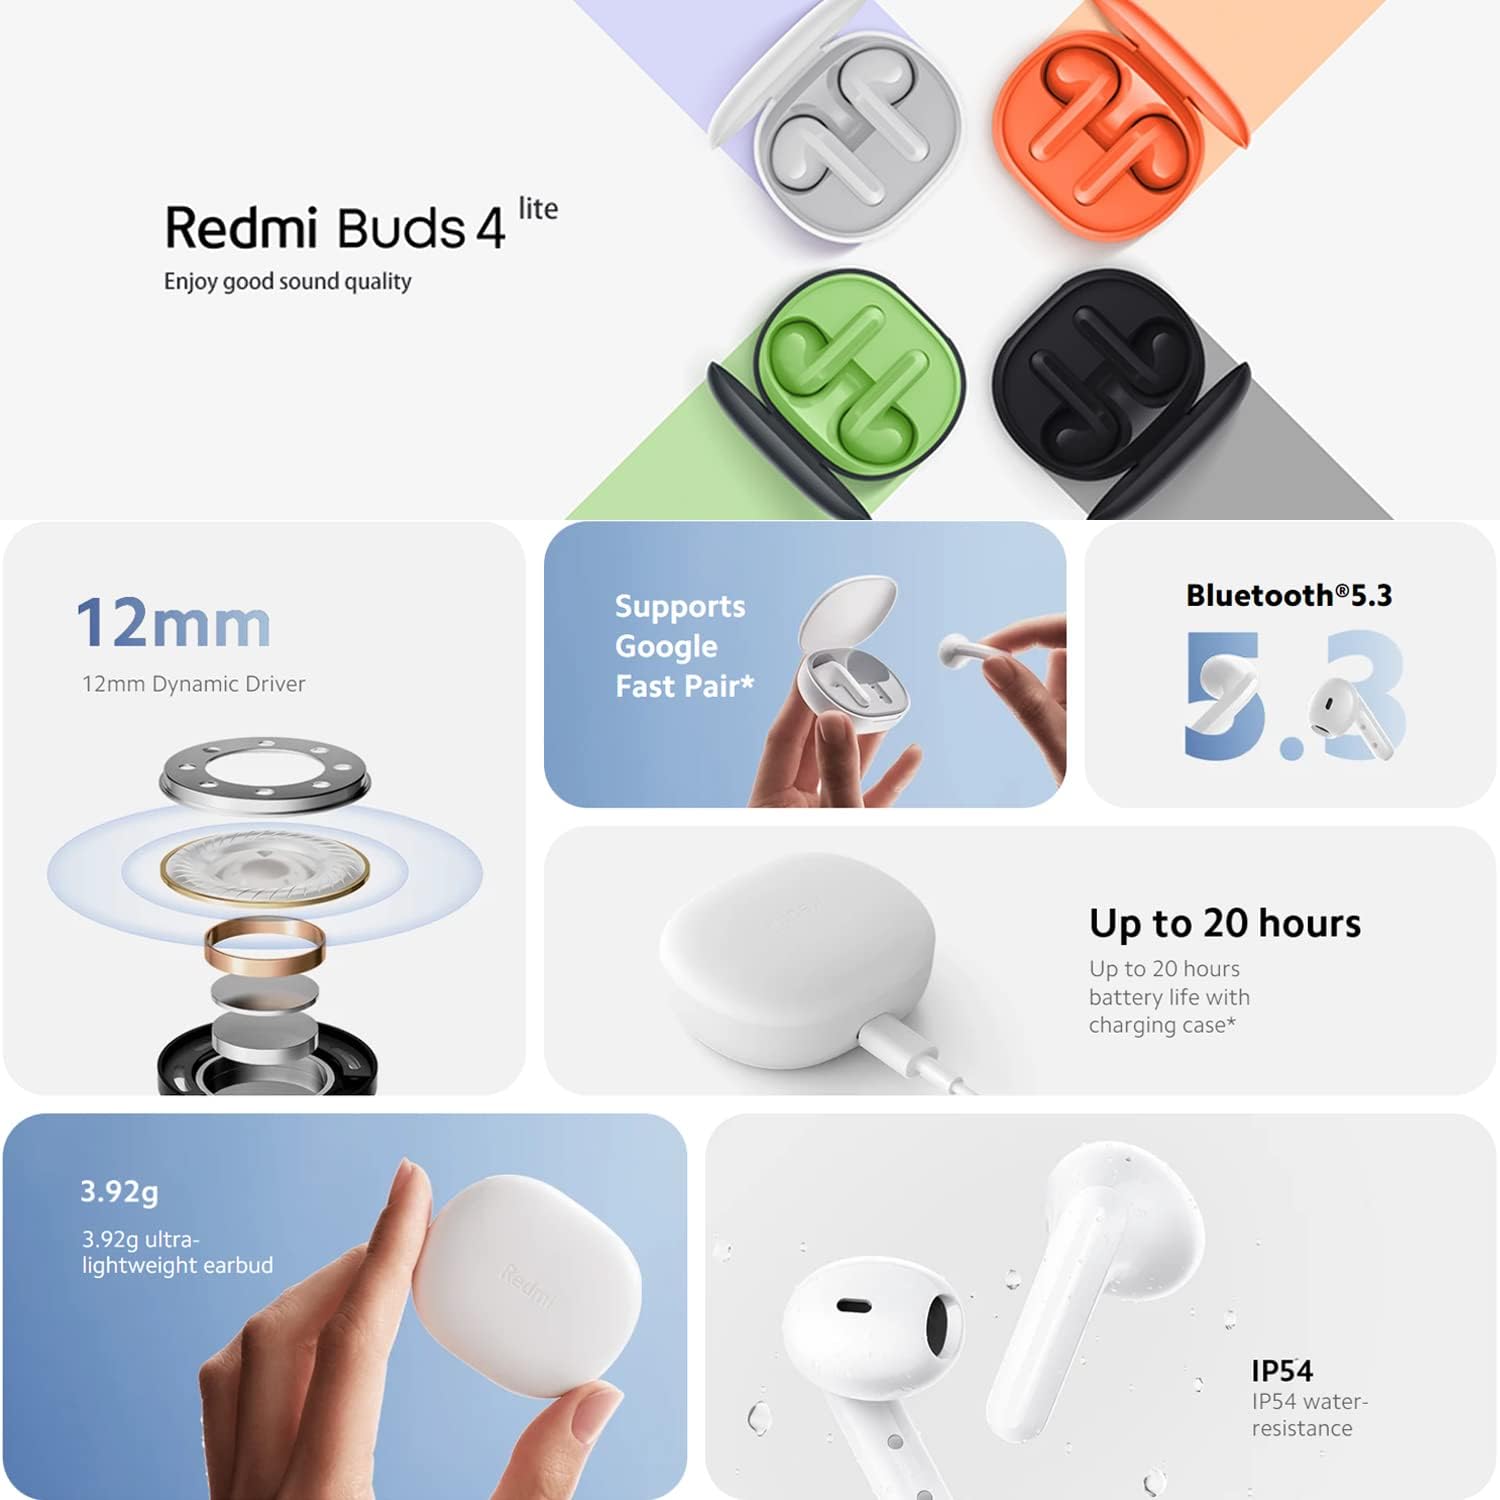 Redmi Buds 4 lite
Enjoy good sound quality
12mm
12mm Dynamic Driver
Supports
Google
Fast Pair*
Bluetooth®5.3
5.3
Up to 20 hours
Up to 20 hours
battery life with
charging case*
3.92g
3.92g ultra-
lightweight earbud
Redmi
IP54
IP54 water-
resistance